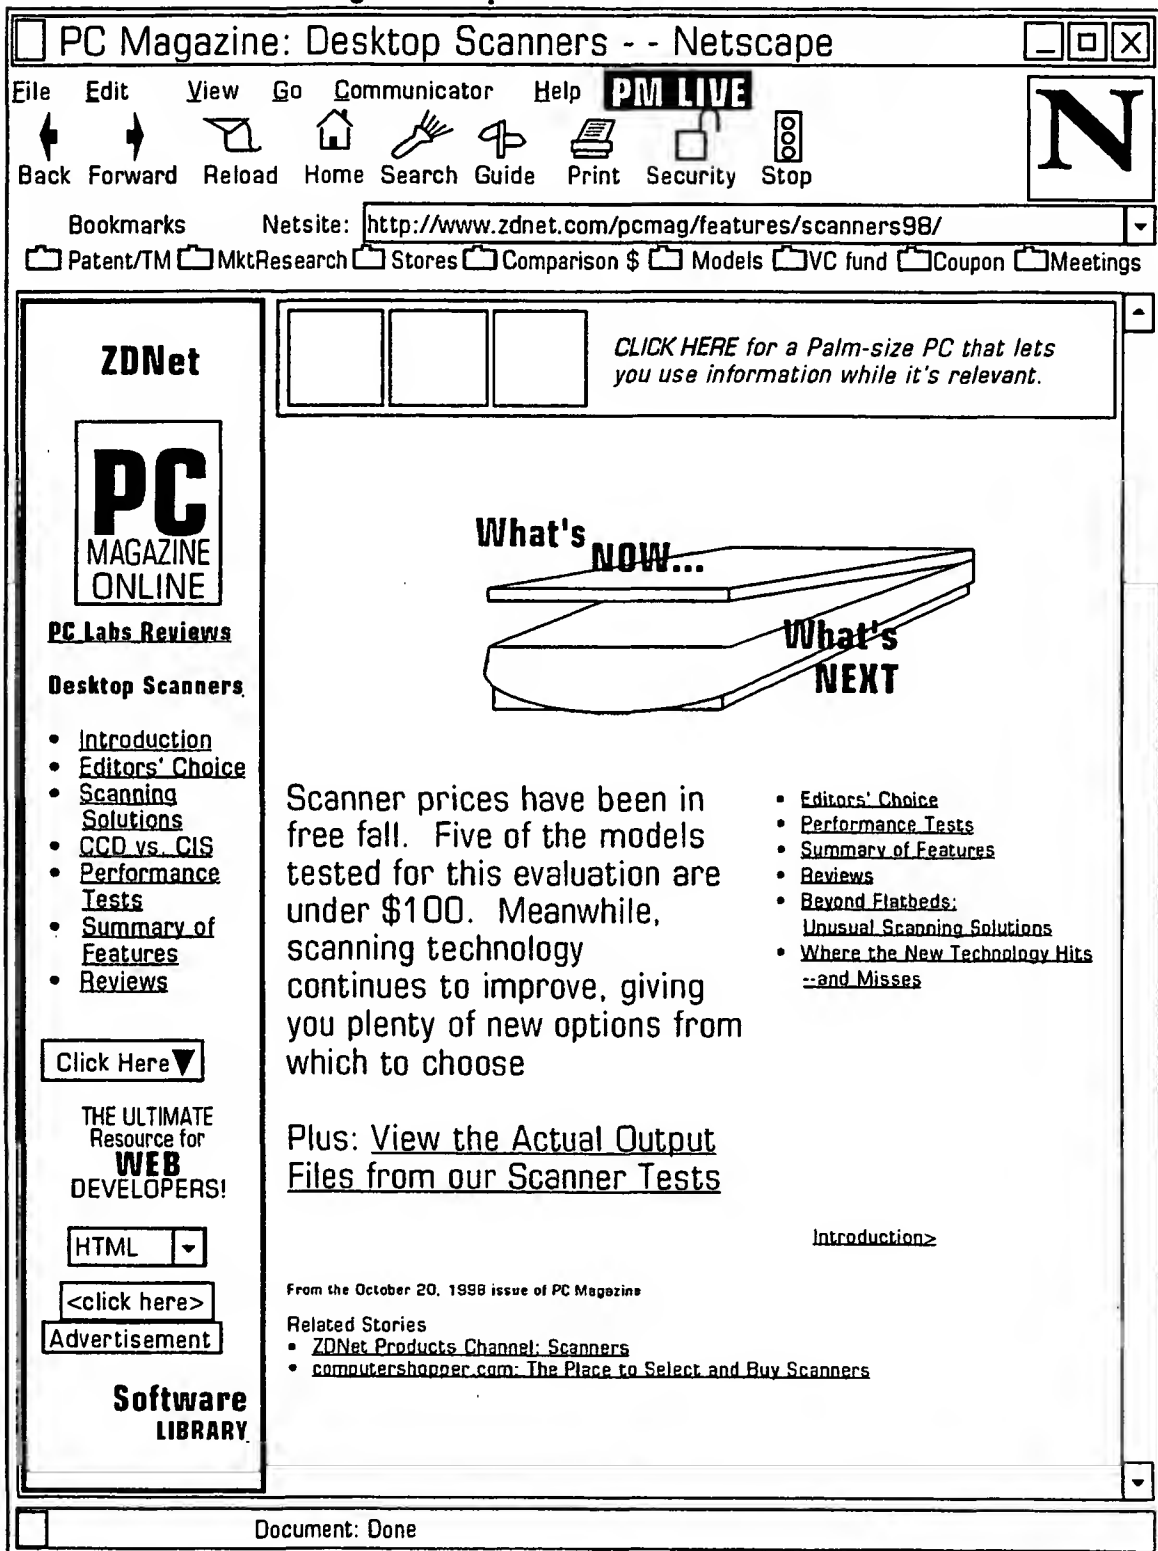 PC Magazine: Desktop Scanners - - Netscape
File Edit View Go Communicator Help PM LIVE
N
Back Forward Reload Home Search Guide Print Security Stop
Bookmarks Netsite: http://www.zdnet.com/pcmag/features/scanners98/
Patent/TM MktResearch Stores Comparison $ Models VC fund Coupon Meetings
ZDNet
PC
MAGAZINE
ONLINE
PC Labs Reviews
Desktop Scanners
• Introduction
• Editors' Choice
• Scanning
Solutions
• CCD vs. CIS
• Performance
Tests
• Summary of
Features
• Reviews
Click Here
THE ULTIMATE
Resource for
WEB
DEVELOPERS!
HTML
<click here>
Advertisement
Software
LIBRARY
CLICK HERE for a Palm-size PC that lets
you use information while it's relevant.
What's
NOW...
What's
NEXT
Scanner prices have been in
free fall. Five of the models
tested for this evaluation are
under $100. Meanwhile,
scanning technology
continues to improve, giving
you plenty of new options from
which to choose
Plus: View the Actual Output
Files from our Scanner Tests
• Editors' Choice
• Performance Tests
• Summary of Features
• Reviews
• Beyond Flatbeds:
Unusual Scanning Solutions
• Where the New Technology Hits
--and Misses
Introduction>
From the October 20, 1998 issue of PC Magazine
Related Stories
• ZDNet Products Channel: Scanners
• computershopper.com: The Place to Select and Buy Scanners
Document: Done